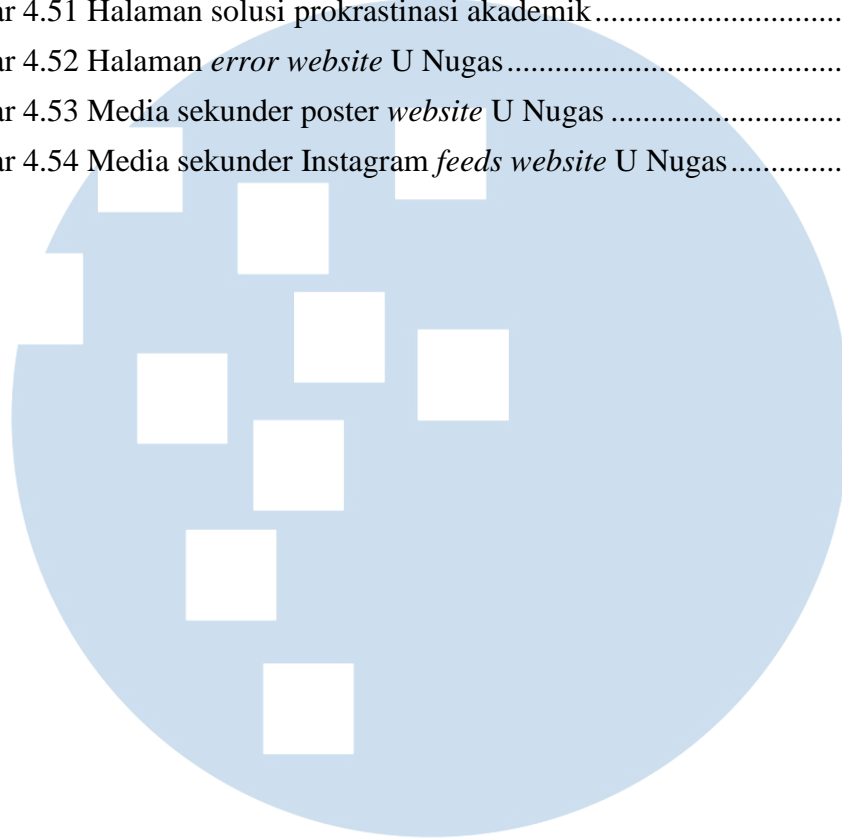 ar 4.51 Halaman solusi prokrastinasi akademik..............................
ar 4.52 Halaman error website U Nugas.........................................
ar 4.53 Media sekunder poster website U Nugas ............................
ar 4.54 Media sekunder Instagram feeds website U Nugas.............